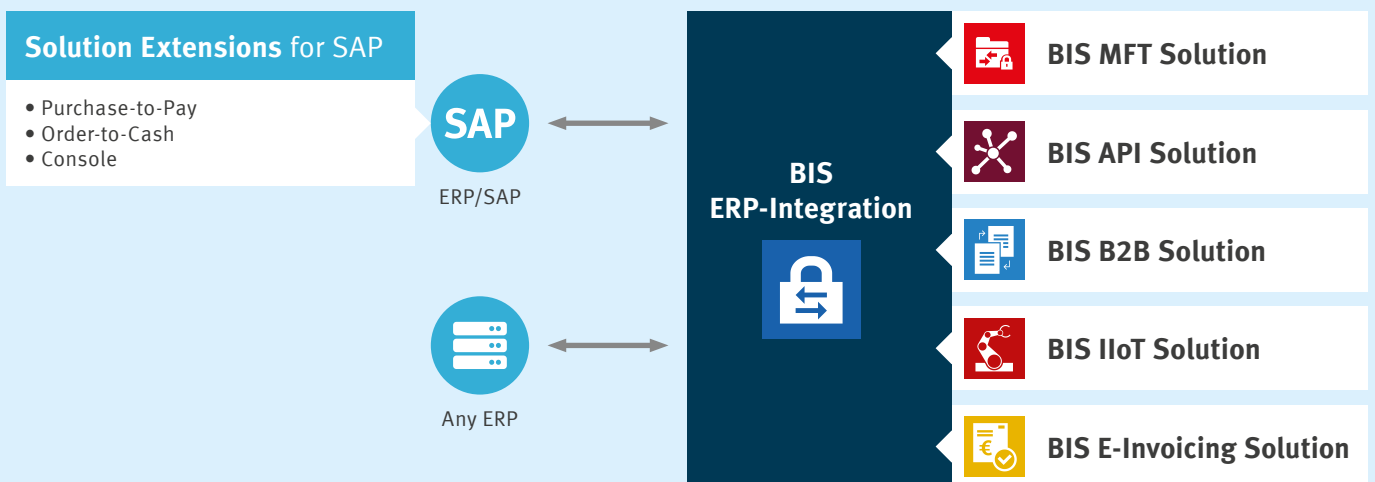 Solution Extensions for SAP
• Purchase-to-Pay
• Order-to-Cash
• Console
SAP
ERP/SAP
Any ERP
BIS
ERP-Integration
BIS MFT Solution
BIS API Solution
BIS B2B Solution
BIS IIoT Solution
€
BIS E-Invoicing Solution